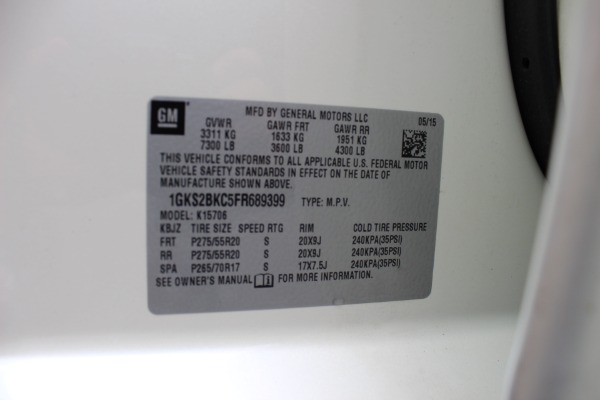 GM
MFD BY GENERAL MOTORS LLC
05/15
GVWR GAWR FRT GAWR RR
3311 KG 1633 KG 1951 KG
7300 LB 3600 LB 4300 LB
THIS VEHICLE CONFORMS TO ALL APPLICABLE U.S. FEDERAL MOTOR
VEHICLE SAFETY STANDARDS IN EFFECT ON THE DATE OF
MANUFACTURE SHOWN ABOVE.
1GKS2BKC5FR689399 TYPE: M.P.V.
MODEL: K15706
KBJZ TIRE SIZE SPEED RTG RIM COLD TIRE PRESSURE
FRT P275/55R20 S 20X9J 240KPA(35PSI)
RR P275/55R20 S 20X9J 240KPA(35PSI)
SPA P265/70R17 S 17X7.5J 240KPA(35PSI)
SEE OWNER'S MANUAL FOR MORE INFORMATION.